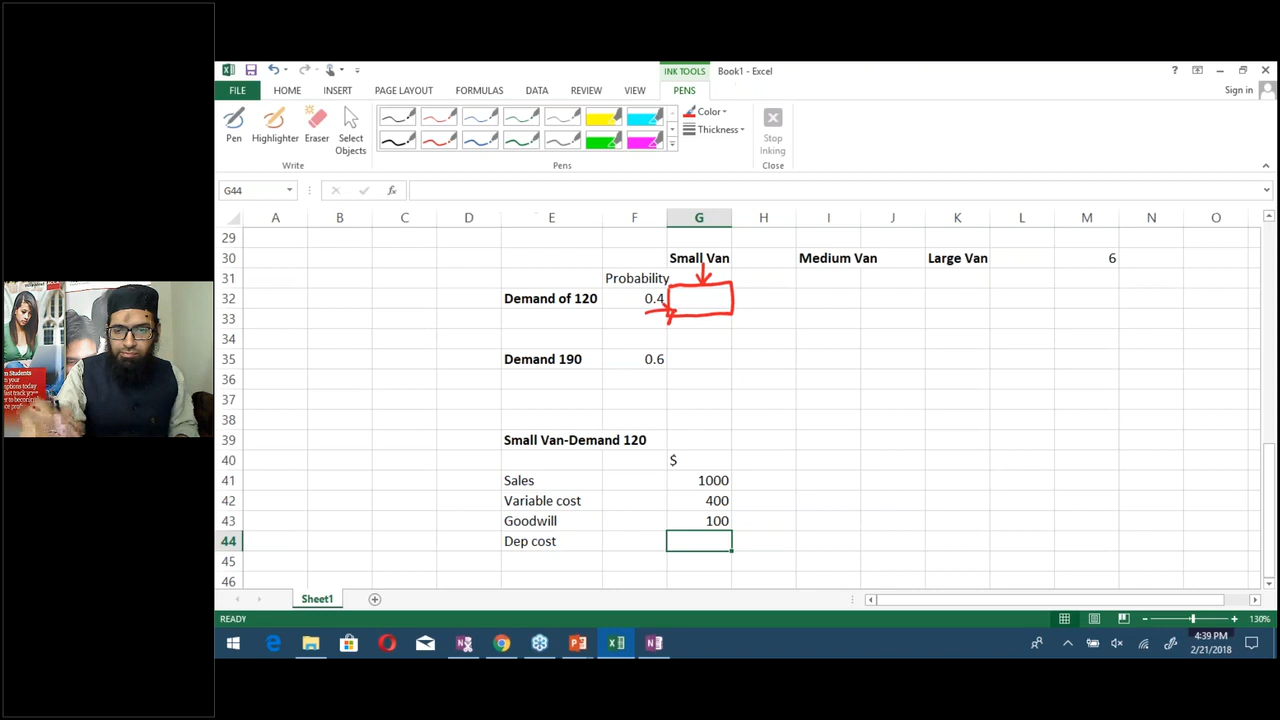 INK TOOLS
Book1 - Excel
?
FILE
HOME
INSERT
PAGE LAYOUT
FORMULAS
DATA
REVIEW
VIEW
PENS
Sign in
Pen
Highlighter
Eraser
Select Objects
Color
Thickness
Stop Inking
Write
Pens
Close
G44
fx
A B C D E F G H I J K L M N O
29
30 Small Van Medium Van Large Van 6
31 Probability
32 Demand of 120 0.4
33
34
35 Demand 190 0.6
36
37
38
39 Small Van-Demand 120
40 $
41 Sales 1000
42 Variable cost 400
43 Goodwill 100
44 Dep cost
45
46
Sheet1
READY
130%
4:39 PM
2/21/2018